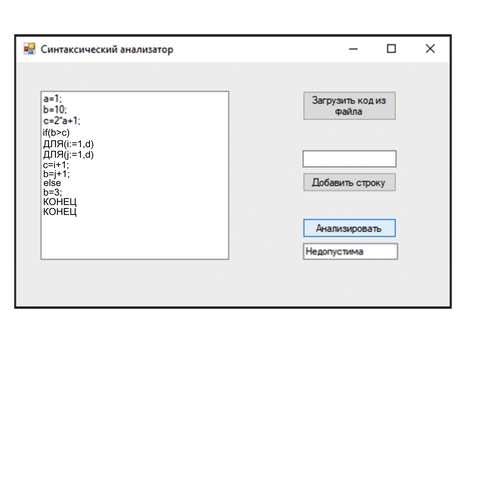 Синтаксический анализатор
a=1;
b=10;
c=2*a+1;
if(b>c)
ДЛЯ(i:=1,d)
ДЛЯ(j:=1,d)
c=i+1;
b=j+1;
else
b=3;
КОНЕЦ
КОНЕЦ
Загрузить код из
файла
Добавить строку
Анализировать
Недопустима